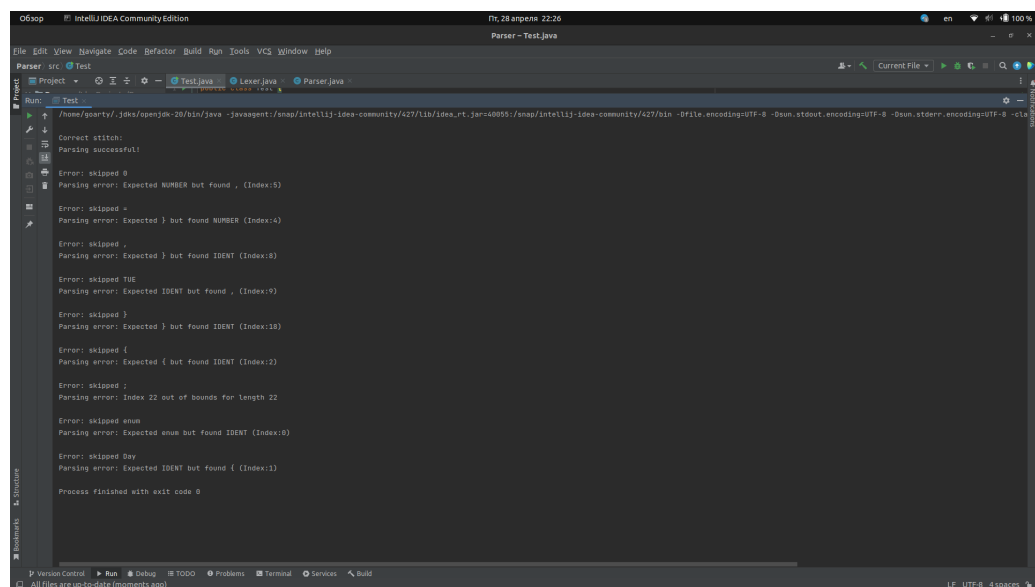 Обзор IntelliJ IDEA Community Edition Пт, 28 апреля 22:26 en 100 %
Parser – Test.java
File Edit View Navigate Code Refactor Build Run Tools VCS Window Help
Parser src Test Current File
Project Test.java Lexer.java Parser.java
Run: Test
/home/goarty/.jdks/openjdk-20/bin/java -javaagent:/snap/intellij-idea-community/427/lib/idea_rt.jar=40055:/snap/intellij-idea-community/427/bin -Dfile.encoding=UTF-8 -Dsun.stdout.encoding=UTF-8 -Dsun.stderr.encoding=UTF-8 -cla
Correct stitch:
Parsing successful!
Error: skipped 0
Parsing error: Expected NUMBER but found , (Index:5)
Error: skipped =
Parsing error: Expected } but found NUMBER (Index:4)
Error: skipped ,
Parsing error: Expected } but found IDENT (Index:8)
Error: skipped TUE
Parsing error: Expected IDENT but found , (Index:9)
Error: skipped }
Parsing error: Expected } but found IDENT (Index:18)
Error: skipped {
Parsing error: Expected { but found IDENT (Index:2)
Error: skipped ;
Parsing error: Index 22 out of bounds for length 22
Error: skipped enum
Parsing error: Expected enum but found IDENT (Index:0)
Error: skipped Day
Parsing error: Expected IDENT but found { (Index:1)
Process finished with exit code 0
Project
Structure
Bookmarks
Notifications
Version Control Run Debug TODO Problems Terminal Services Build
All files are up-to-date (moments ago) LF UTF-8 4 spaces